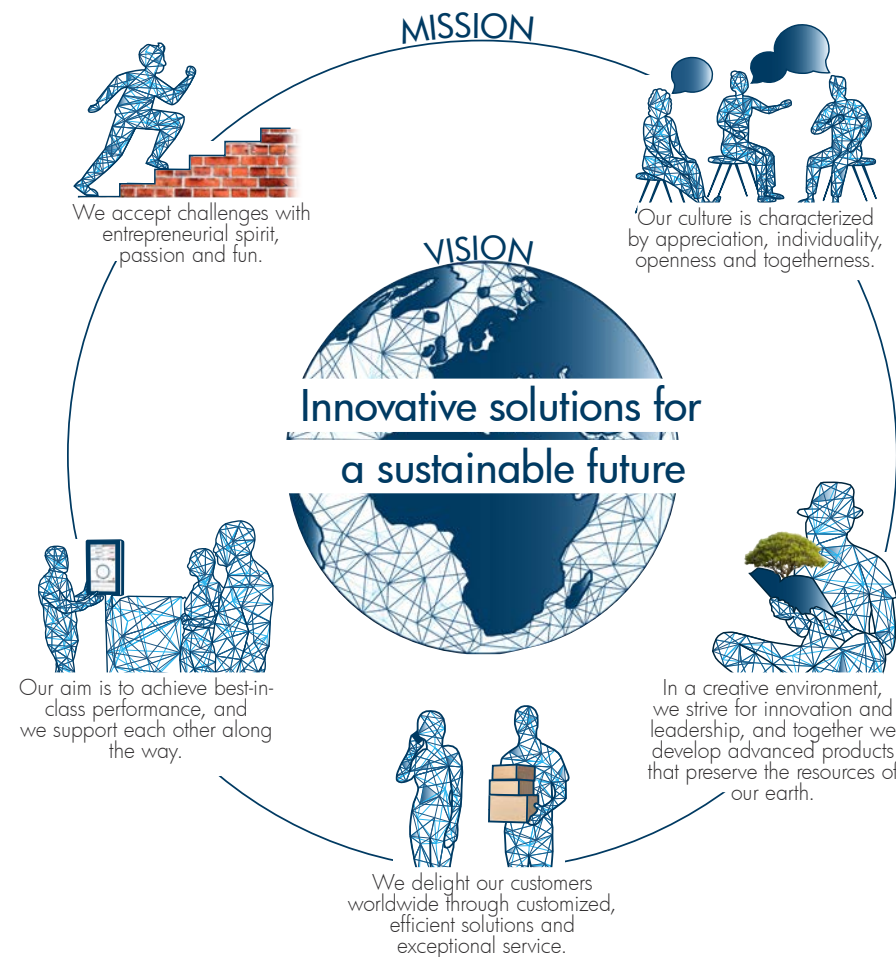 MISSION
We accept challenges with
entrepreneurial spirit,
passion and fun.
Our culture is characterized
by appreciation, individuality,
openness and togetherness.
VISION
Innovative solutions for
a sustainable future
Our aim is to achieve best-in-
class performance, and
we support each other along
the way.
In a creative environment,
we strive for innovation and
leadership, and together we
develop advanced products
that preserve the resources of
our earth.
We delight our customers
worldwide through customized,
efficient solutions and
exceptional service.